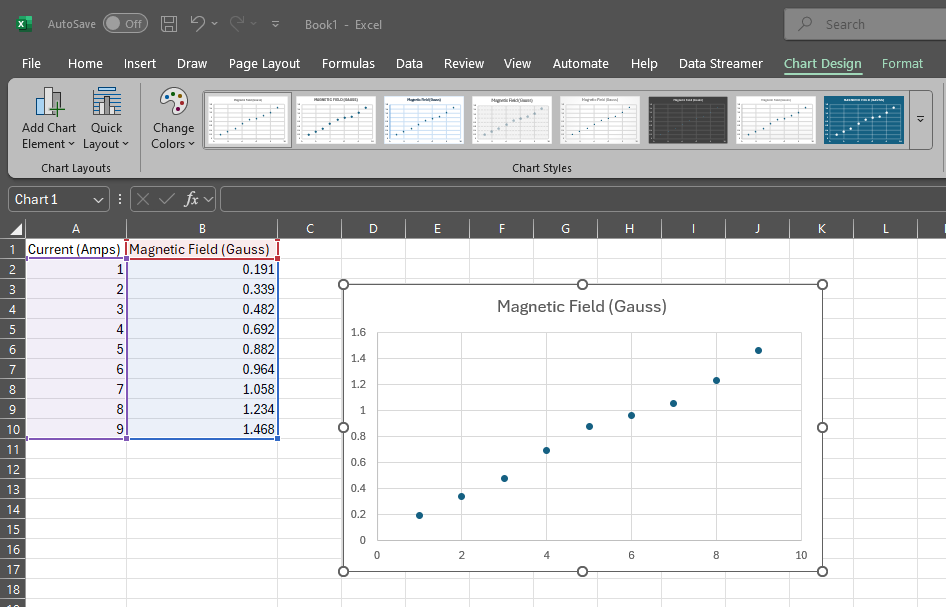 AutoSave Off Book1 - Excel Search
File Home Insert Draw Page Layout Formulas Data Review View Automate Help Data Streamer Chart Design Format
Add Chart Element Quick Layout Change Colors
Chart Layouts Chart Styles
Chart 1 fx
A B C D E F G H I J K L
1 Current (Amps) Magnetic Field (Gauss)
2 1 0.191
3 2 0.339
4 3 0.482
5 4 0.692
6 5 0.882
7 6 0.964
8 7 1.058
9 8 1.234
10 9 1.468
11
12
13
14
15
16
17
18
Magnetic Field (Gauss)
1.6
1.4
1.2
1
0.8
0.6
0.4
0.2
0
0 2 4 6 8 10